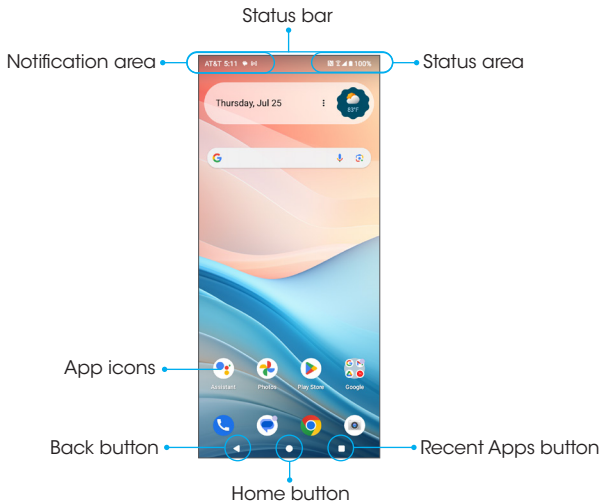 Status bar
Notification area
Status area
AT&T 5:11
100%
Thursday, Jul 25
83°F
G
App icons
Assistant
Photos
Play Store
Google
Back button
Recent Apps button
Home button